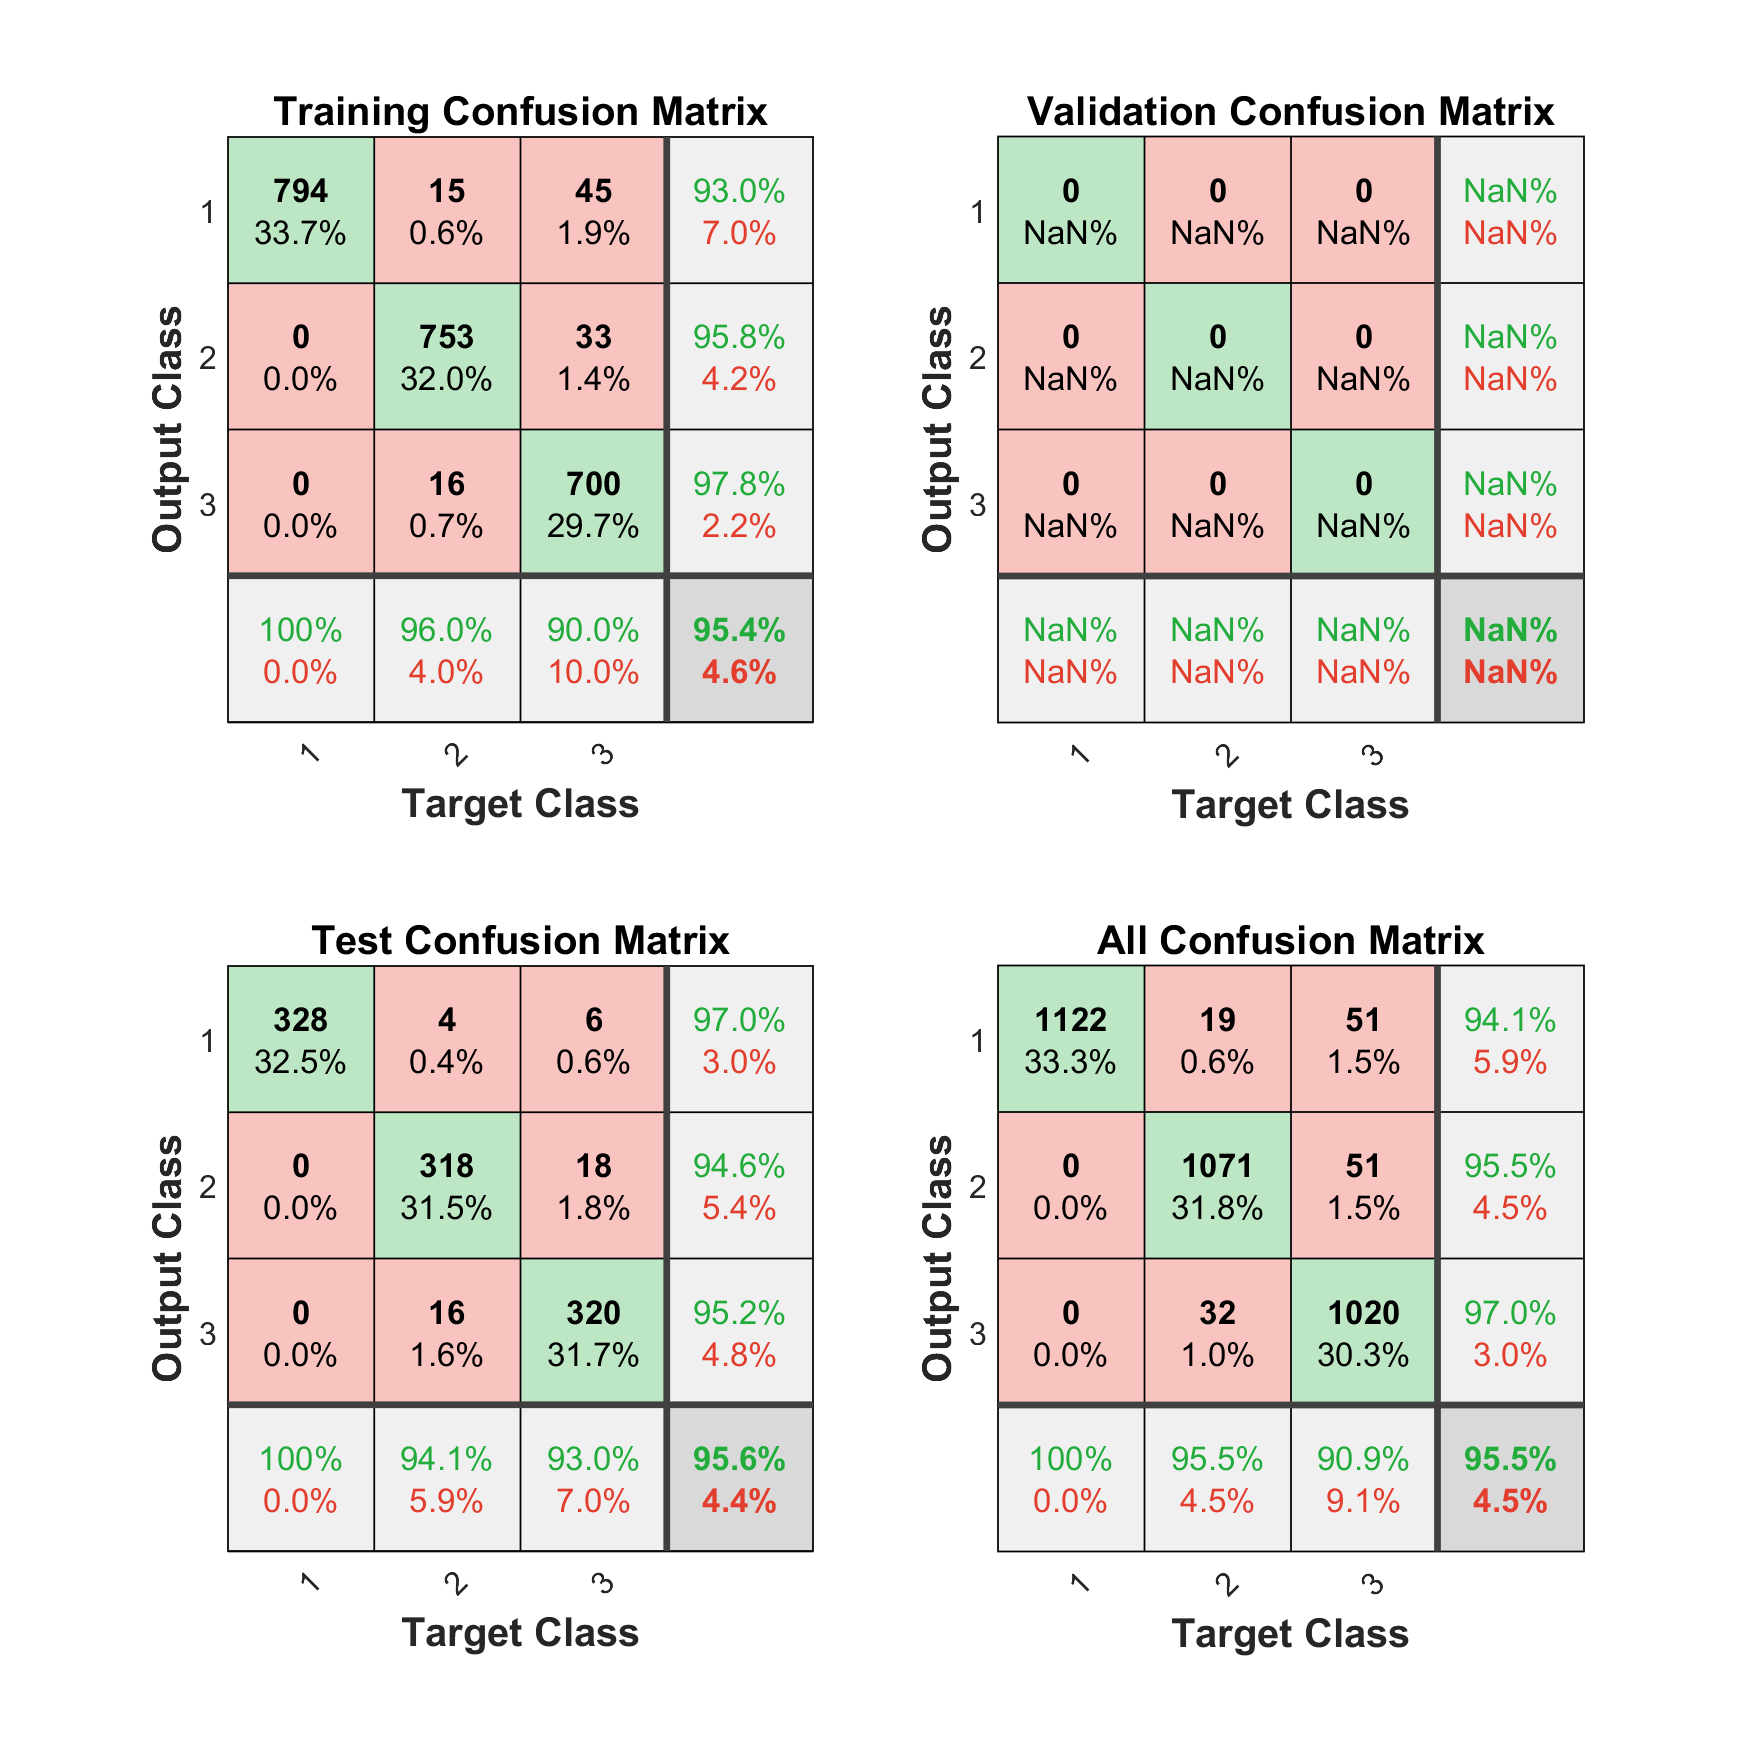 Training Confusion Matrix
794 15 45 93.0%
1
33.7% 0.6% 1.9% 7.0%
0 753 33 95.8%
2
0.0% 32.0% 1.4% 4.2%
0 16 700 97.8%
3
0.0% 0.7% 29.7% 2.2%
100% 96.0% 90.0% 95.4%
0.0% 4.0% 10.0% 4.6%
Output Class
1 2 3
Target Class
Validation Confusion Matrix
0 0 0 NaN%
1
NaN% NaN% NaN% NaN%
0 0 0 NaN%
2
NaN% NaN% NaN% NaN%
0 0 0 NaN%
3
NaN% NaN% NaN% NaN%
NaN% NaN% NaN% NaN%
NaN% NaN% NaN% NaN%
Output Class
1 2 3
Target Class
Test Confusion Matrix
328 4 6 97.0%
1
32.5% 0.4% 0.6% 3.0%
0 318 18 94.6%
2
0.0% 31.5% 1.8% 5.4%
0 16 320 95.2%
3
0.0% 1.6% 31.7% 4.8%
100% 94.1% 93.0% 95.6%
0.0% 5.9% 7.0% 4.4%
Output Class
1 2 3
Target Class
All Confusion Matrix
1122 19 51 94.1%
1
33.3% 0.6% 1.5% 5.9%
0 1071 51 95.5%
2
0.0% 31.8% 1.5% 4.5%
0 32 1020 97.0%
3
0.0% 1.0% 30.3% 3.0%
100% 95.5% 90.9% 95.5%
0.0% 4.5% 9.1% 4.5%
Output Class
1 2 3
Target Class